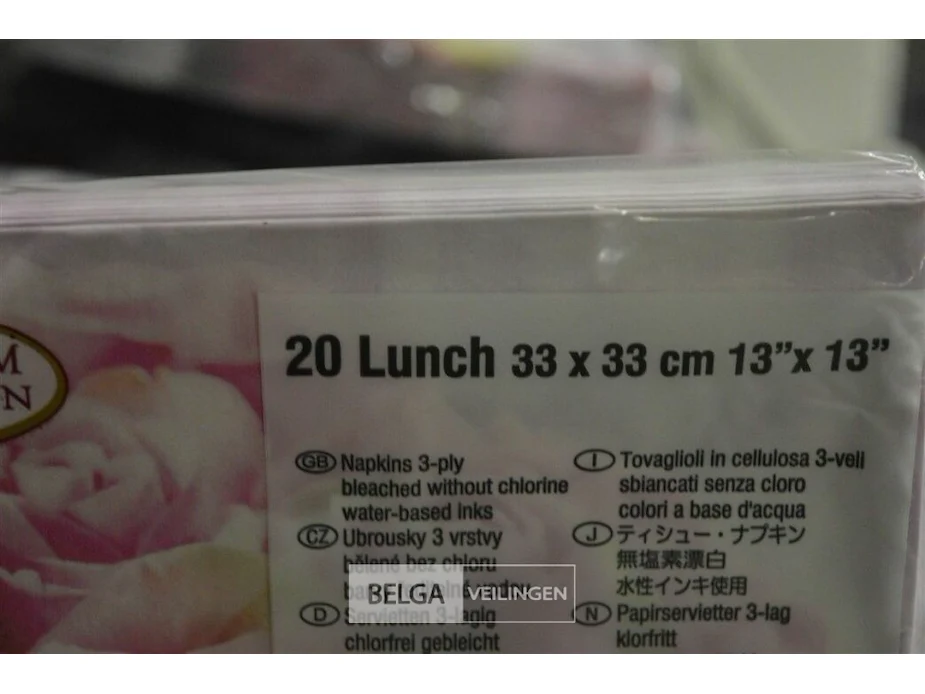 M
N
20 Lunch 33 x 33 cm 13”x 13”
GB Napkins 3-ply
bleached without chlorine
water-based inks
CZ Ubrousky 3 vrstvy
bělené bez chloru
D Servietten 3-lagig
chlorfrei gebleicht
I Tovaglioli in cellulosa 3-veli
sbiancati senza cloro
colori a base d'acqua
J ティシュー・ナプキン
無塩素漂白
水性インキ使用
N Papirservietter 3-lag
klorfritt
BELGA VEILINGEN